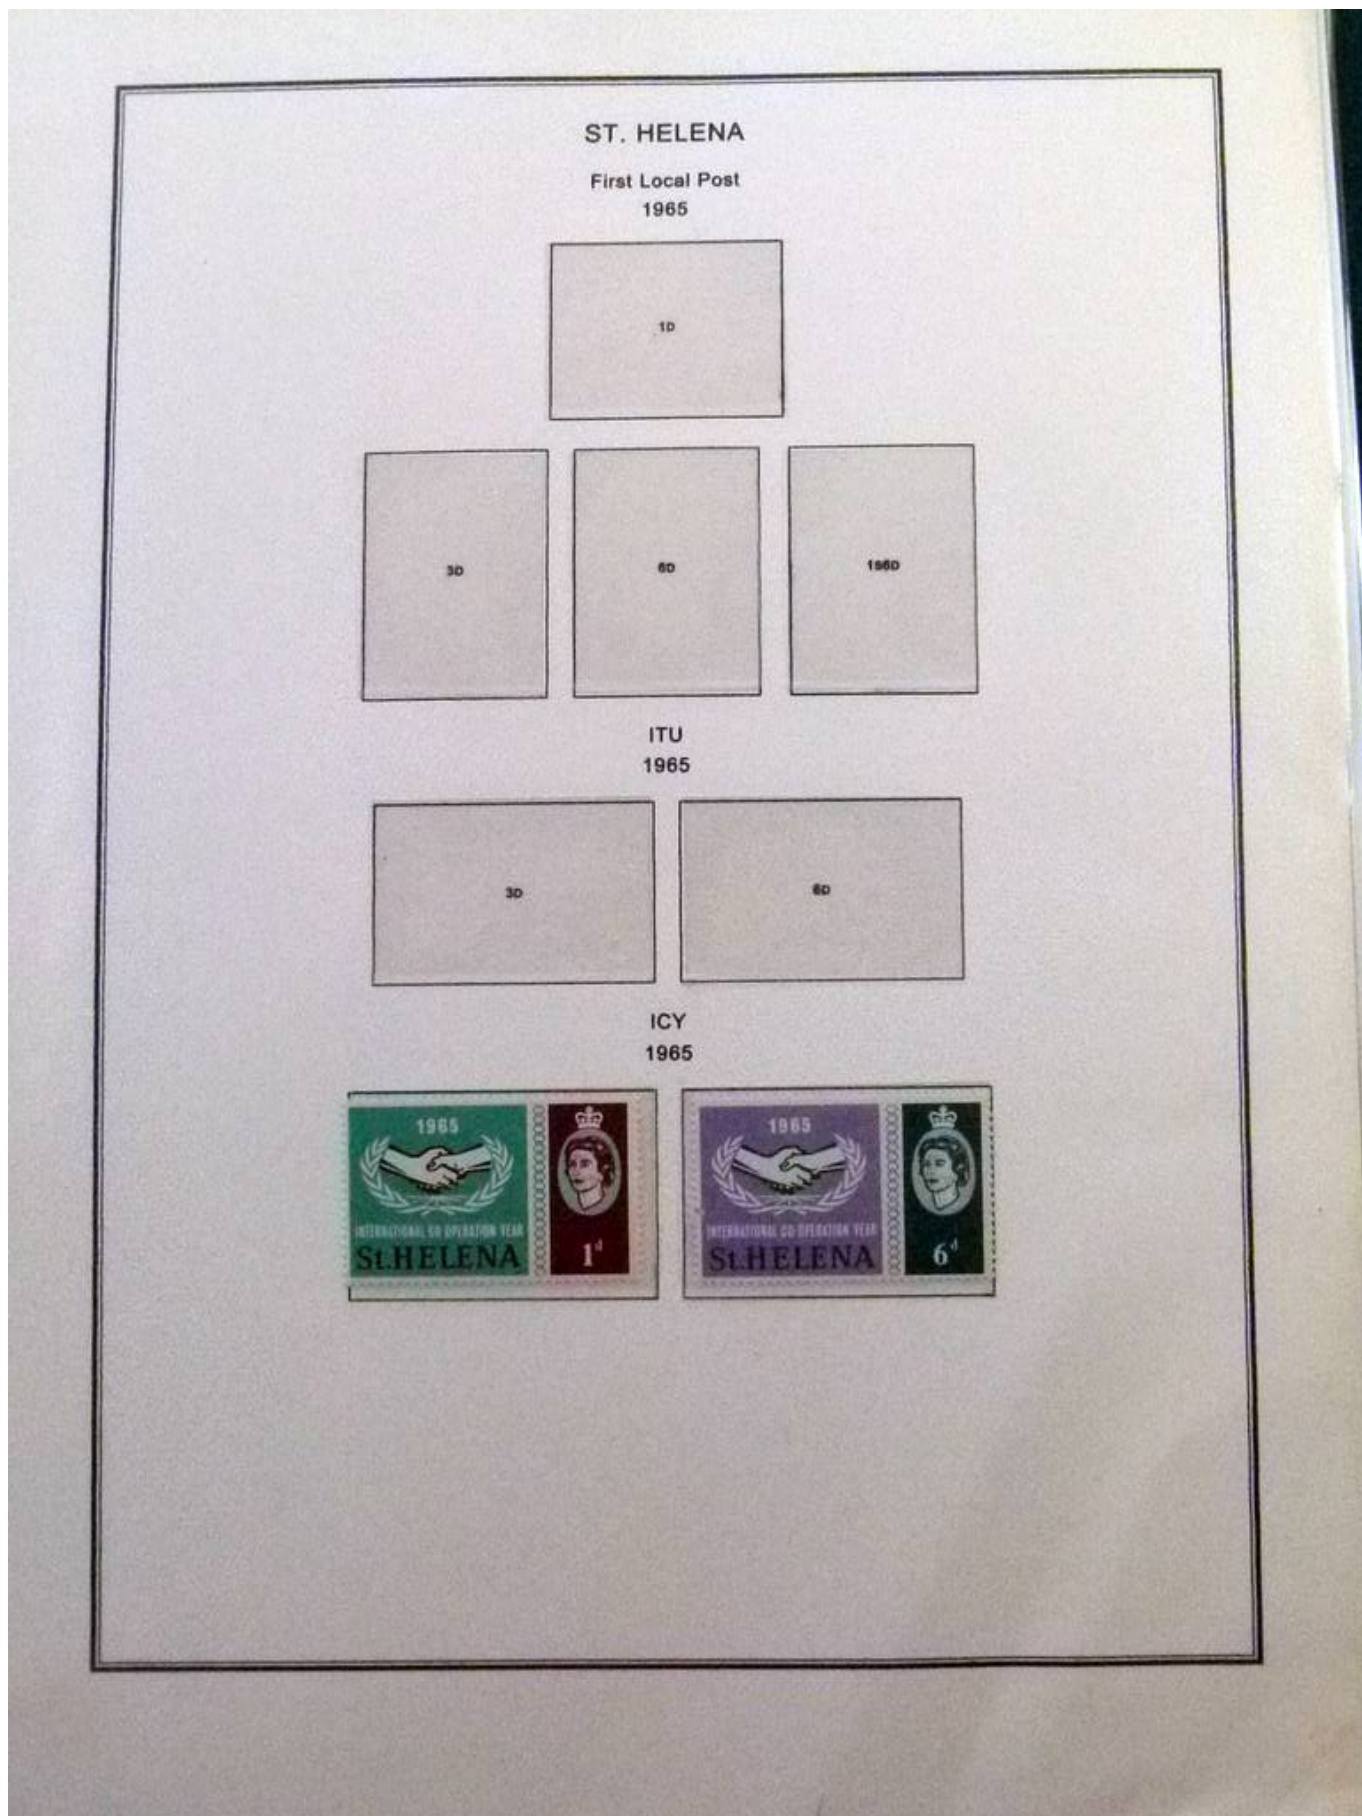 ST. HELENA
First Local Post
1965
1D
3D
6D
1s6D
ITU
1965
3D
6D
ICY
1965
1965
INTERNATIONAL CO-OPERATION YEAR
St.HELENA
1d
1965
INTERNATIONAL CO-OPERATION YEAR
St.HELENA
6d